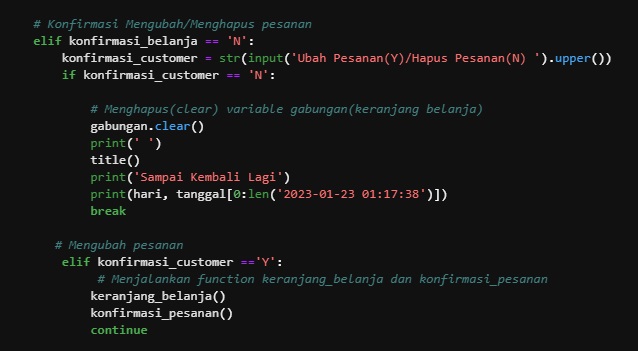 # Konfirmasi Mengubah/Menghapus pesanan
elif konfirmasi_belanja == 'N':
    konfirmasi_customer = str(input('Ubah Pesanan(Y)/Hapus Pesanan(N) ').upper())
    if konfirmasi_customer == 'N':

        # Menghapus(clear) variable gabungan(keranjang belanja)
        gabungan.clear()
        print(' ')
        title()
        print('Sampai Kembali Lagi')
        print(hari, tanggal[0:len('2023-01-23 01:17:38')])
        break

   # Mengubah pesanan
    elif konfirmasi_customer =='Y':
         # Menjalankan function keranjang_belanja dan konfirmasi_pesanan
        keranjang_belanja()
        konfirmasi_pesanan()
        continue